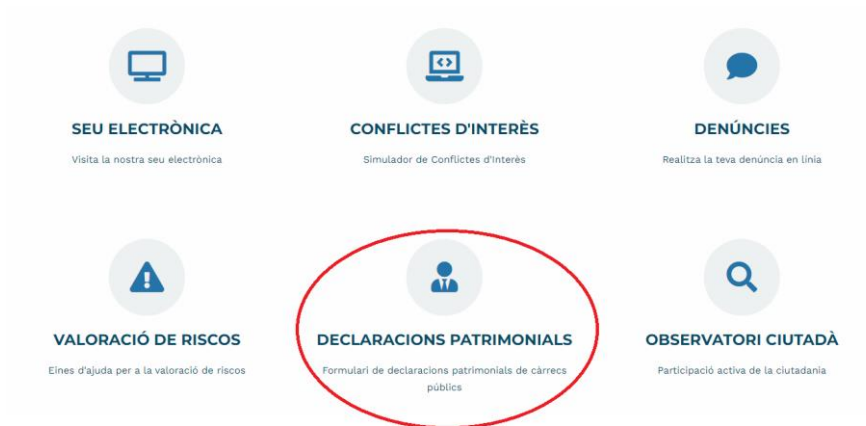 SEU ELECTRÒNICA
Visita la nostra seu electrònica
CONFLICTES D'INTERÈS
Simulador de Conflictes d'Interès
DENÚNCIES
Realitza la teva denúncia en línia
VALORACIÓ DE RISCOS
Eines d'ajuda per a la valoració de riscos
DECLARACIONS PATRIMONIALS
Formulari de declaracions patrimonials de càrrecs
públics
OBSERVATORI CIUTADÀ
Participació activa de la ciutadania